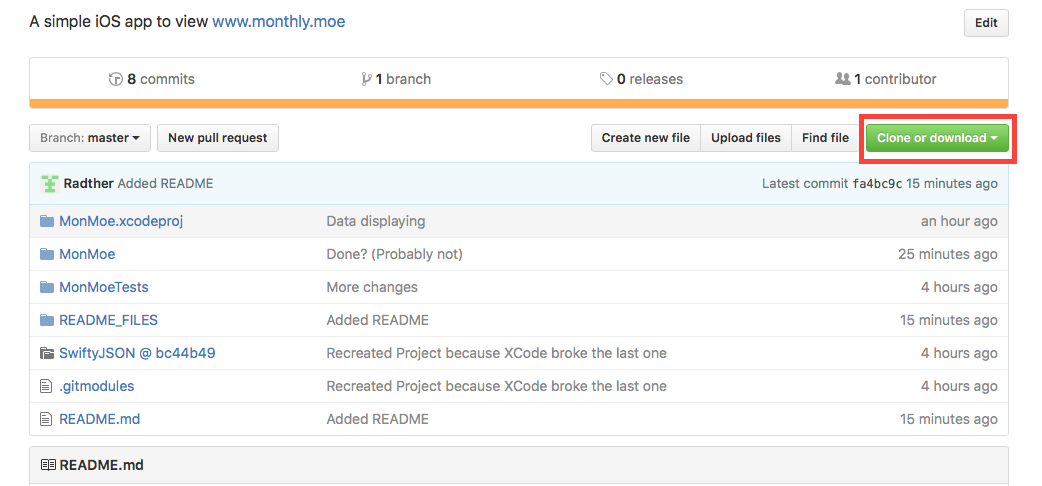 A simple iOS app to view www.monthly.moe Edit
8 commits 1 branch 0 releases 1 contributor
Branch: master New pull request Create new file Upload files Find file Clone or download
Radther Added README Latest commit fa4bc9c 15 minutes ago
MonMoe.xcodeproj Data displaying an hour ago
MonMoe Done? (Probably not) 25 minutes ago
MonMoeTests More changes 4 hours ago
README_FILES Added README 15 minutes ago
SwiftyJSON @ bc44b49 Recreated Project because XCode broke the last one 4 hours ago
.gitmodules Recreated Project because XCode broke the last one 4 hours ago
README.md Added README 15 minutes ago
README.md